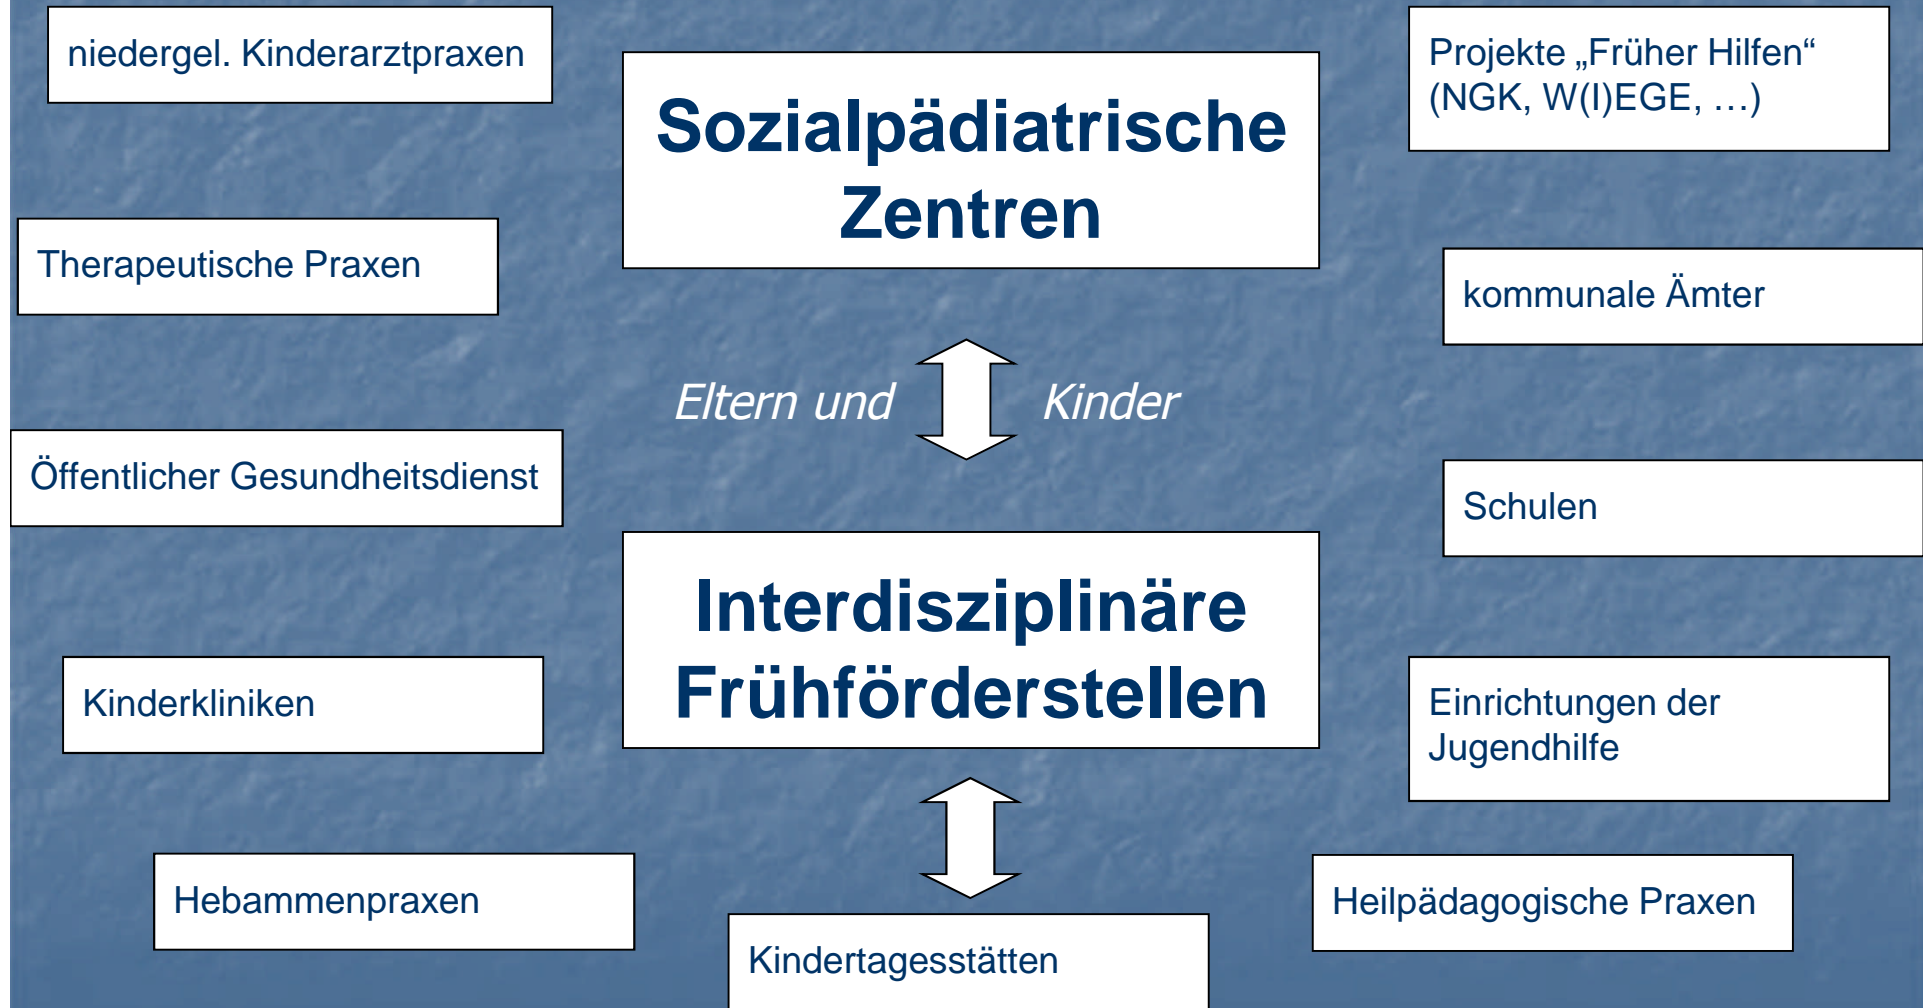 niedergel. Kinderarztpraxen
Sozialpädiatrische
Zentren
Projekte „Früher Hilfen“
(NGK, W(I)EGE, …)
Therapeutische Praxen
kommunale Ämter
Eltern und Kinder
Öffentlicher Gesundheitsdienst
Schulen
Interdisziplinäre
Frühförderstellen
Kinderkliniken
Einrichtungen der
Jugendhilfe
Hebammenpraxen
Heilpädagogische Praxen
Kindertagesstätten